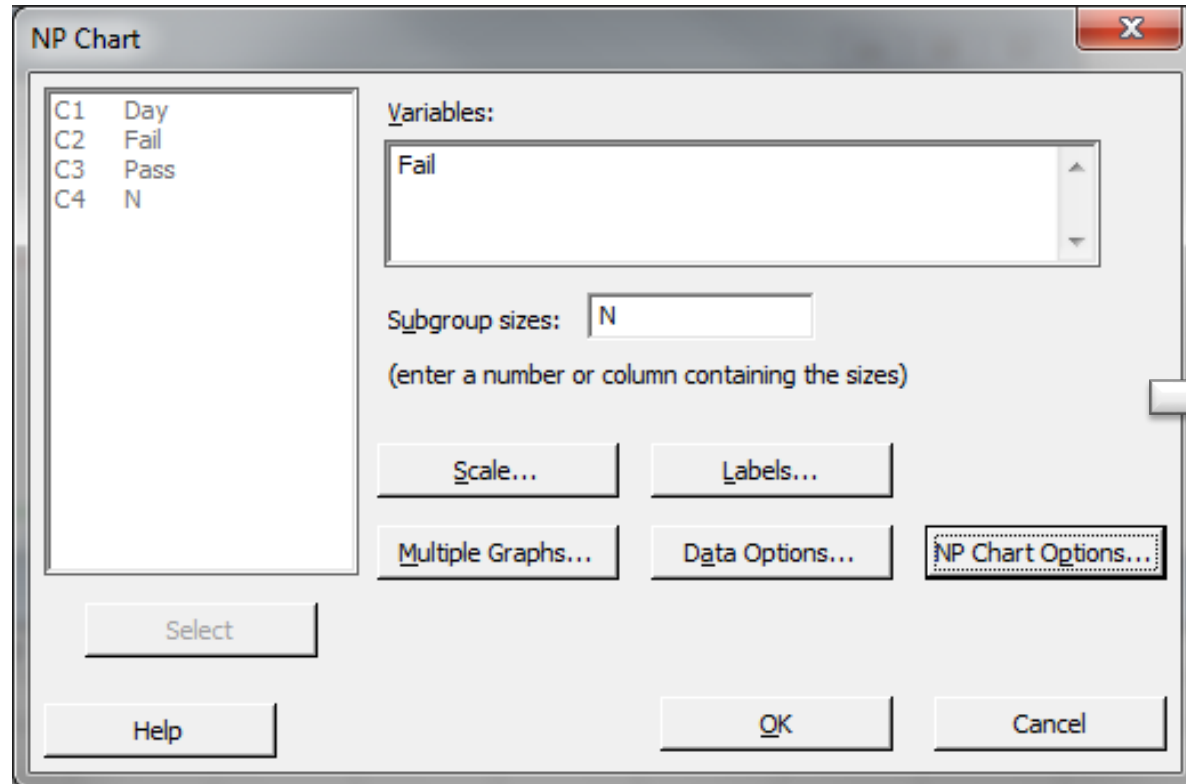 NP Chart
X
C1 Day
C2 Fail
C3 Pass
C4 N
Variables:
Fail
Subgroup sizes: N
(enter a number or column containing the sizes)
Scale... Labels...
Multiple Graphs... Data Options... NP Chart Options...
Select
Help OK Cancel